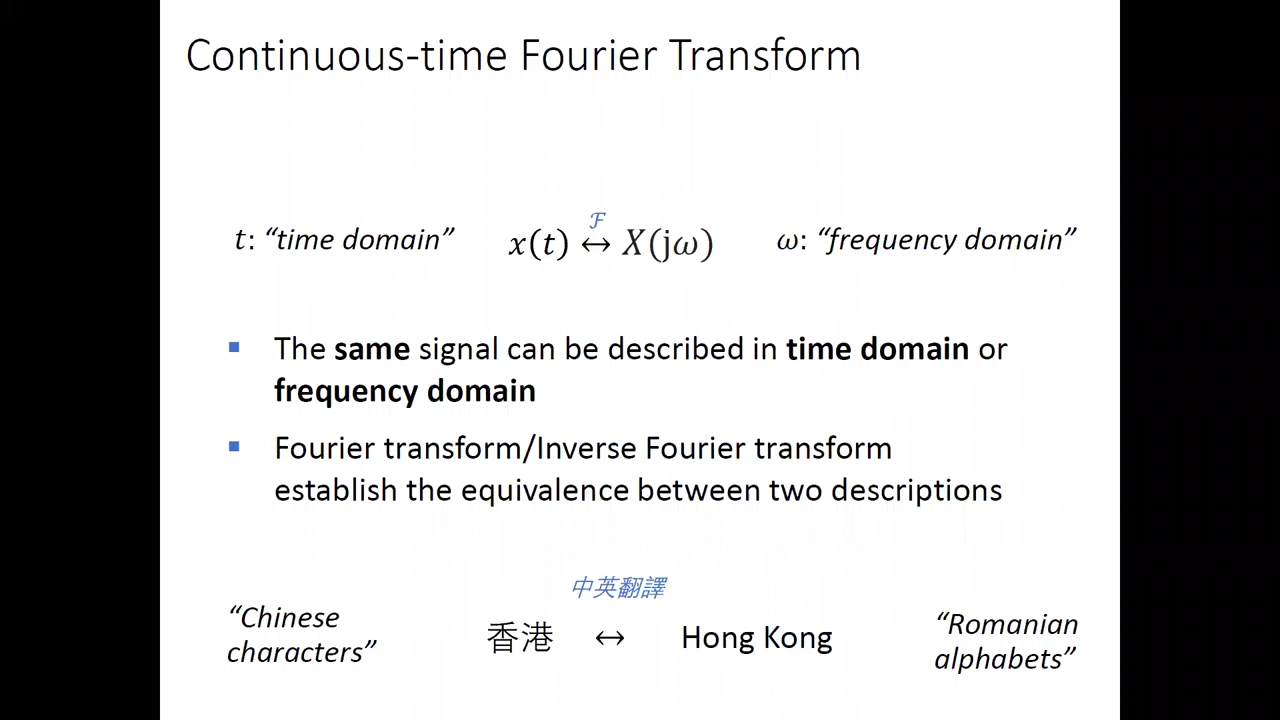 Continuous-time Fourier Transform
t: “time domain” x(t) ℱ ↔ X(jω) ω: “frequency domain”
▪ The same signal can be described in time domain or
frequency domain
▪ Fourier transform/Inverse Fourier transform
establish the equivalence between two descriptions
中英翻譯
“Chinese
characters”
香港 ↔ Hong Kong
“Romanian
alphabets”